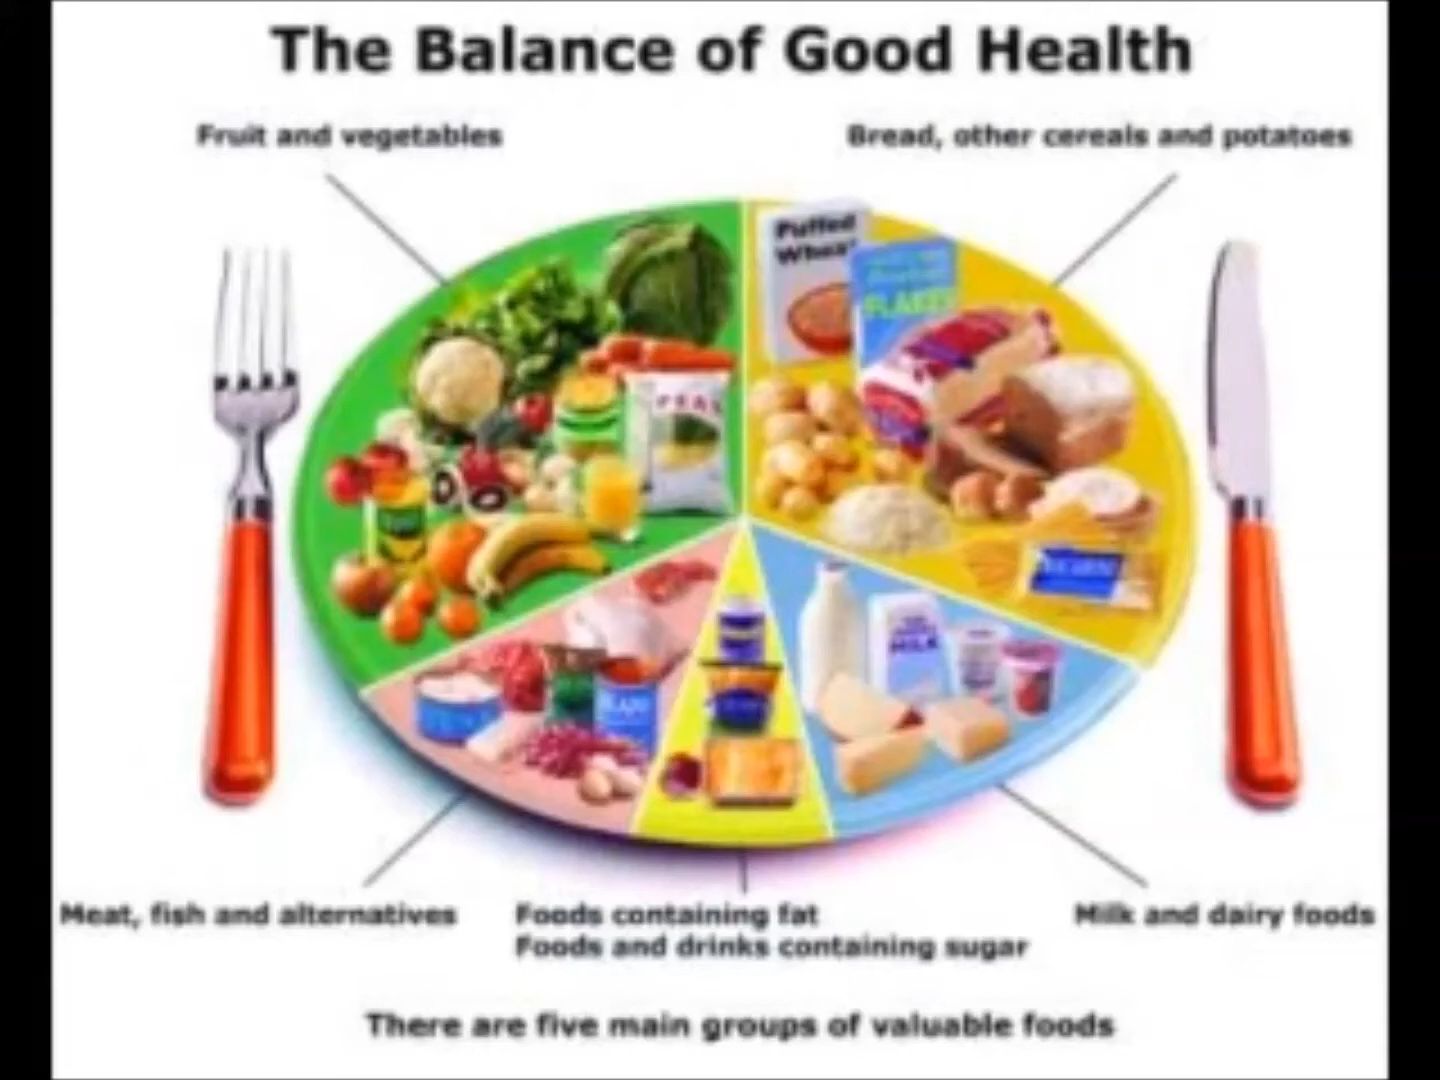 The Balance of Good Health
Fruit and vegetables
Bread, other cereals and potatoes
Puffed
Wheat
FLAKES
PEAS
MILK
Meat, fish and alternatives
Foods containing fat
Foods and drinks containing sugar
Milk and dairy foods
There are five main groups of valuable foods